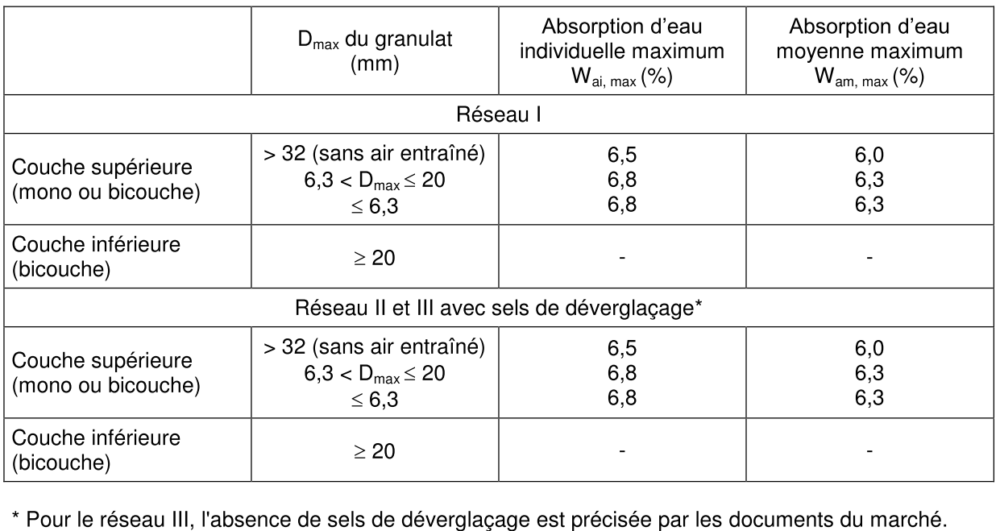 D_max du granulat
(mm)
Absorption d’eau
individuelle maximum
W_ai, max (%)
Absorption d’eau
moyenne maximum
W_am, max (%)
Réseau I
Couche supérieure
(mono ou bicouche)
> 32 (sans air entraîné)
6,3 < D_max ≤ 20
≤ 6,3
6,5
6,8
6,8
6,0
6,3
6,3
Couche inférieure
(bicouche)
≥ 20
-
-
Réseau II et III avec sels de déverglaçage*
Couche supérieure
(mono ou bicouche)
> 32 (sans air entraîné)
6,3 < D_max ≤ 20
≤ 6,3
6,5
6,8
6,8
6,0
6,3
6,3
Couche inférieure
(bicouche)
≥ 20
-
-
* Pour le réseau III, l'absence de sels de déverglaçage est précisée par les documents du marché.